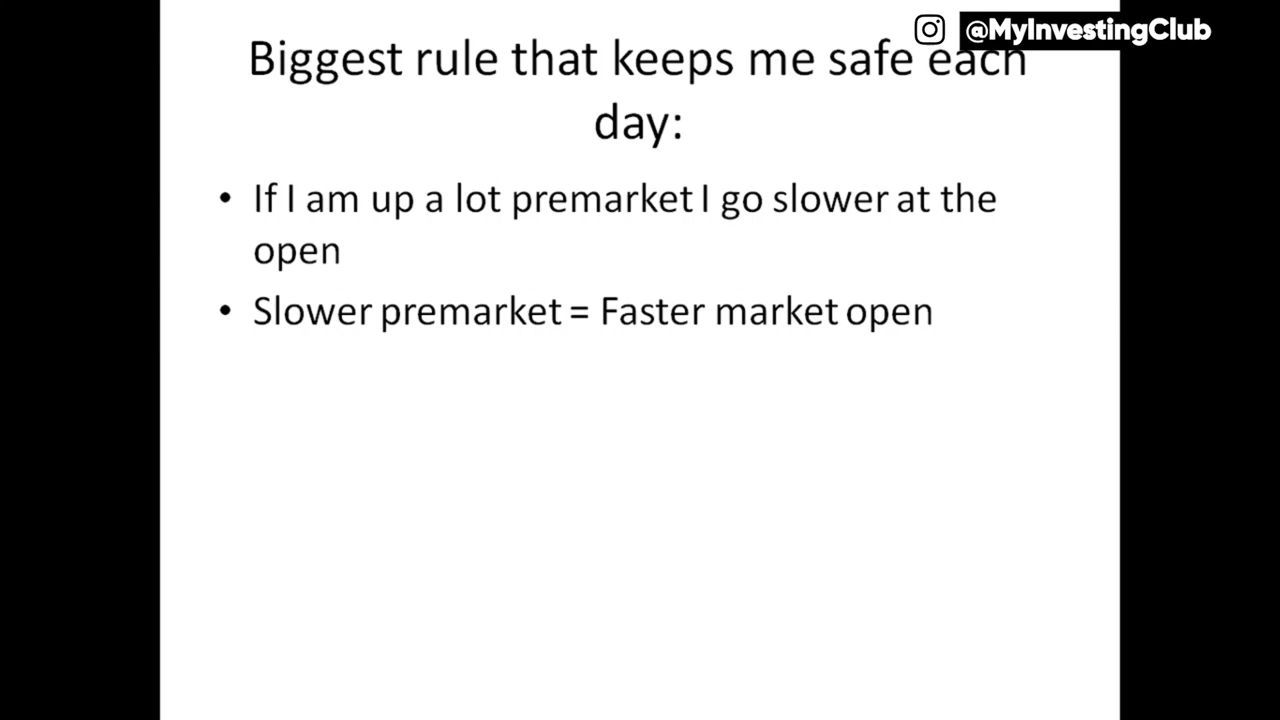 @MyInvestingClub
Biggest rule that keeps me safe each
day:
• If I am up a lot premarket I go slower at the
open
• Slower premarket = Faster market open